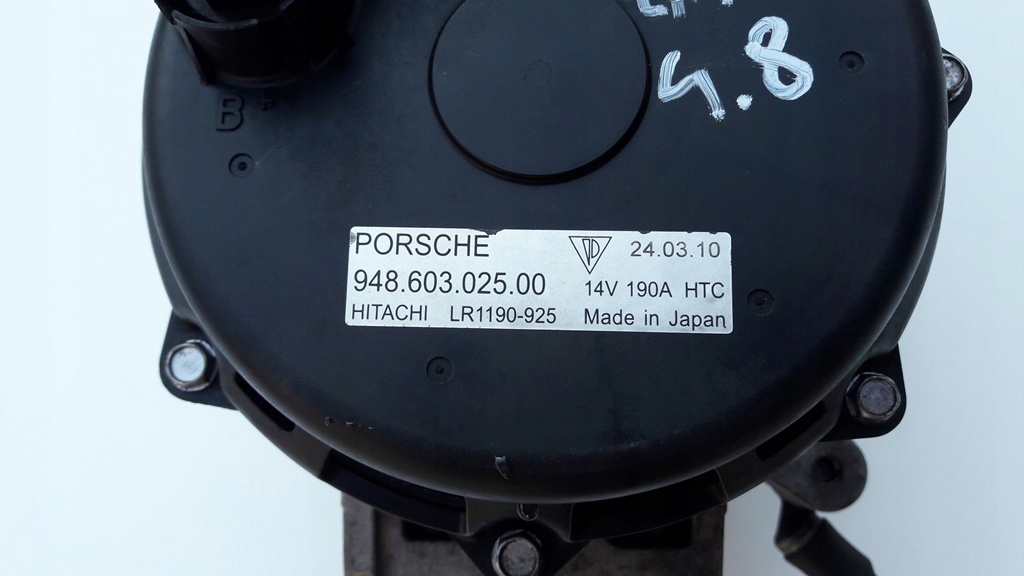 4.8
B+
PORSCHE 24.03.10
948.603.025.00 14V 190A HTC
HITACHI LR1190-925 Made in Japan